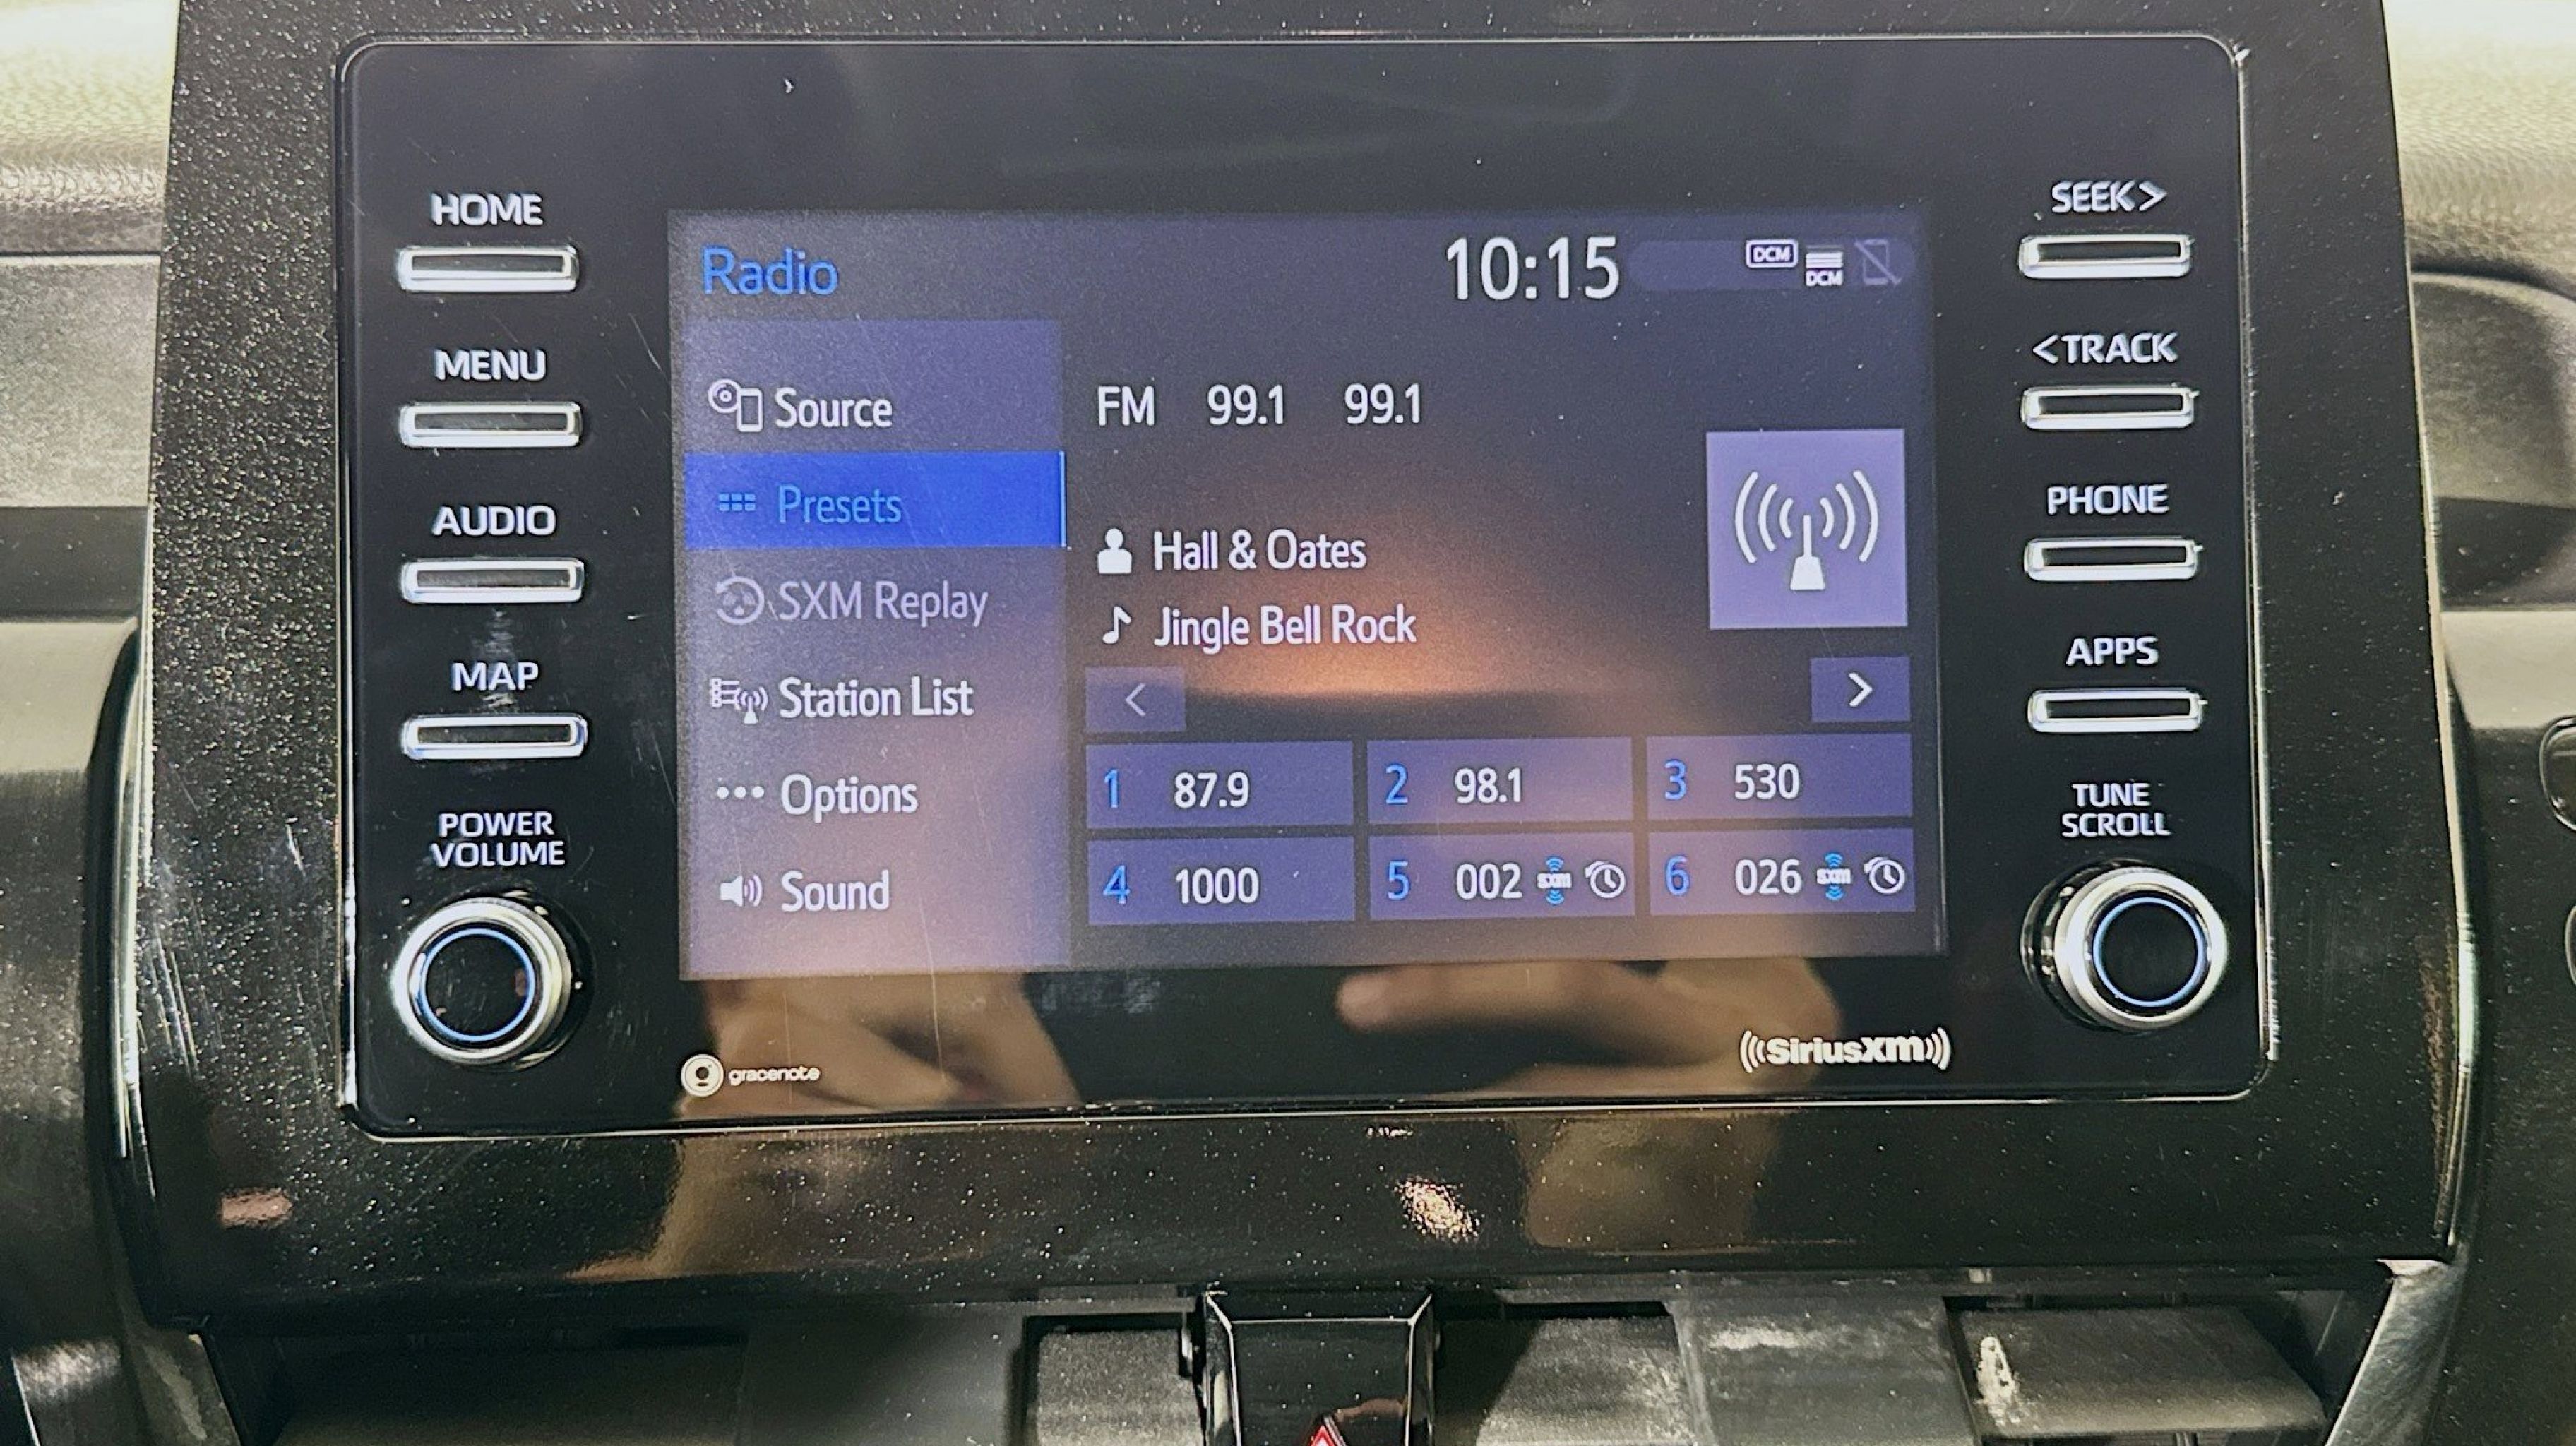 HOME
MENU
AUDIO
MAP
POWER
VOLUME
Radio
10:15
DCM
DCM
Source
Presets
SXM Replay
Station List
Options
Sound
FM 99.1 99.1
Hall & Oates
Jingle Bell Rock
<
>
1 87.9
2 98.1
3 530
4 1000
5 002 sxm
6 026 sxm
gracenote
((SiriusXM))
SEEK>
<TRACK
PHONE
APPS
TUNE
SCROLL